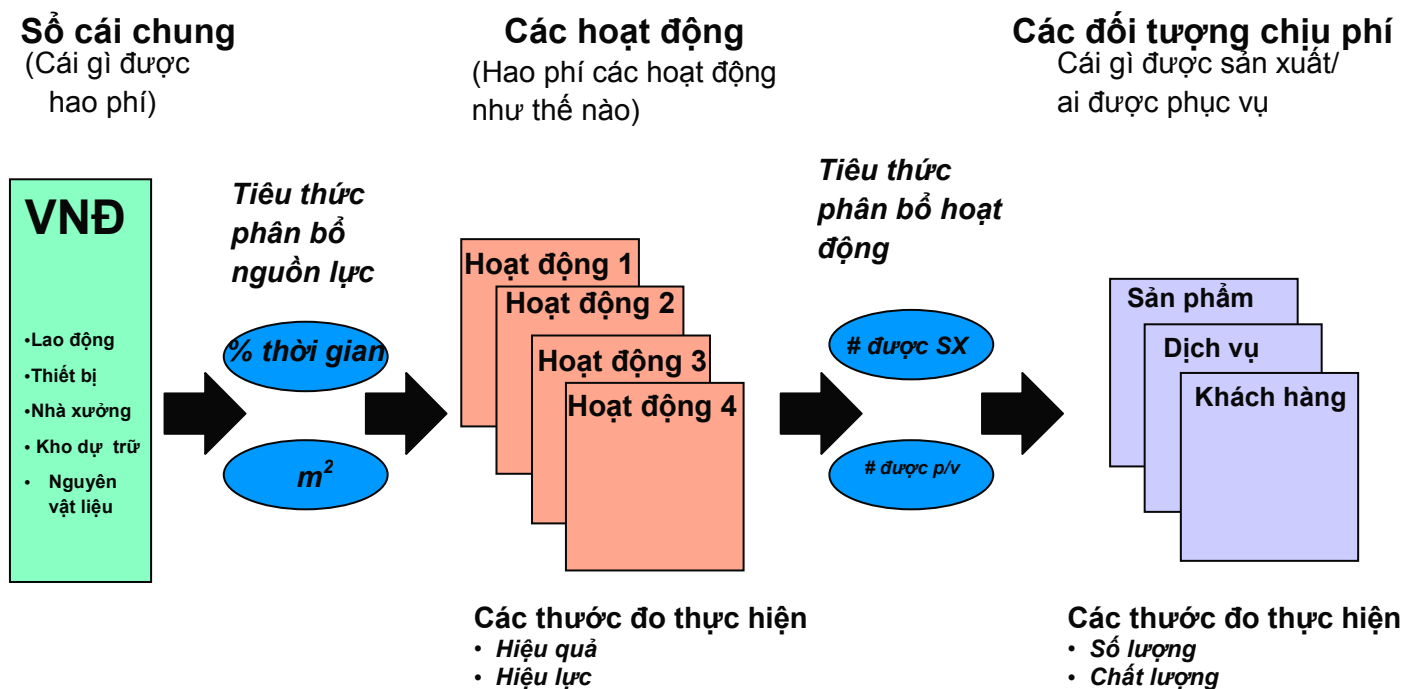 Sổ cái chung
(Cái gì được
hao phí)
Các hoạt động
(Hao phí các hoạt động
như thế nào)
Các đối tượng chịu phí
Cái gì được sản xuất/
ai được phục vụ
VNĐ
•Lao động
•Thiết bị
•Nhà xưởng
• Kho dự trữ
• Nguyên
vật liệu
Tiêu thức
phân bổ
nguồn lực
% thời gian
m²
Hoạt động 1
Hoạt động 2
Hoạt động 3
Hoạt động 4
Tiêu thức
phân bổ hoạt
động
# được SX
# được p/v
Sản phẩm
Dịch vụ
Khách hàng
Các thước đo thực hiện
• Hiệu quả
• Hiệu lực
Các thước đo thực hiện
• Số lượng
• Chất lượng